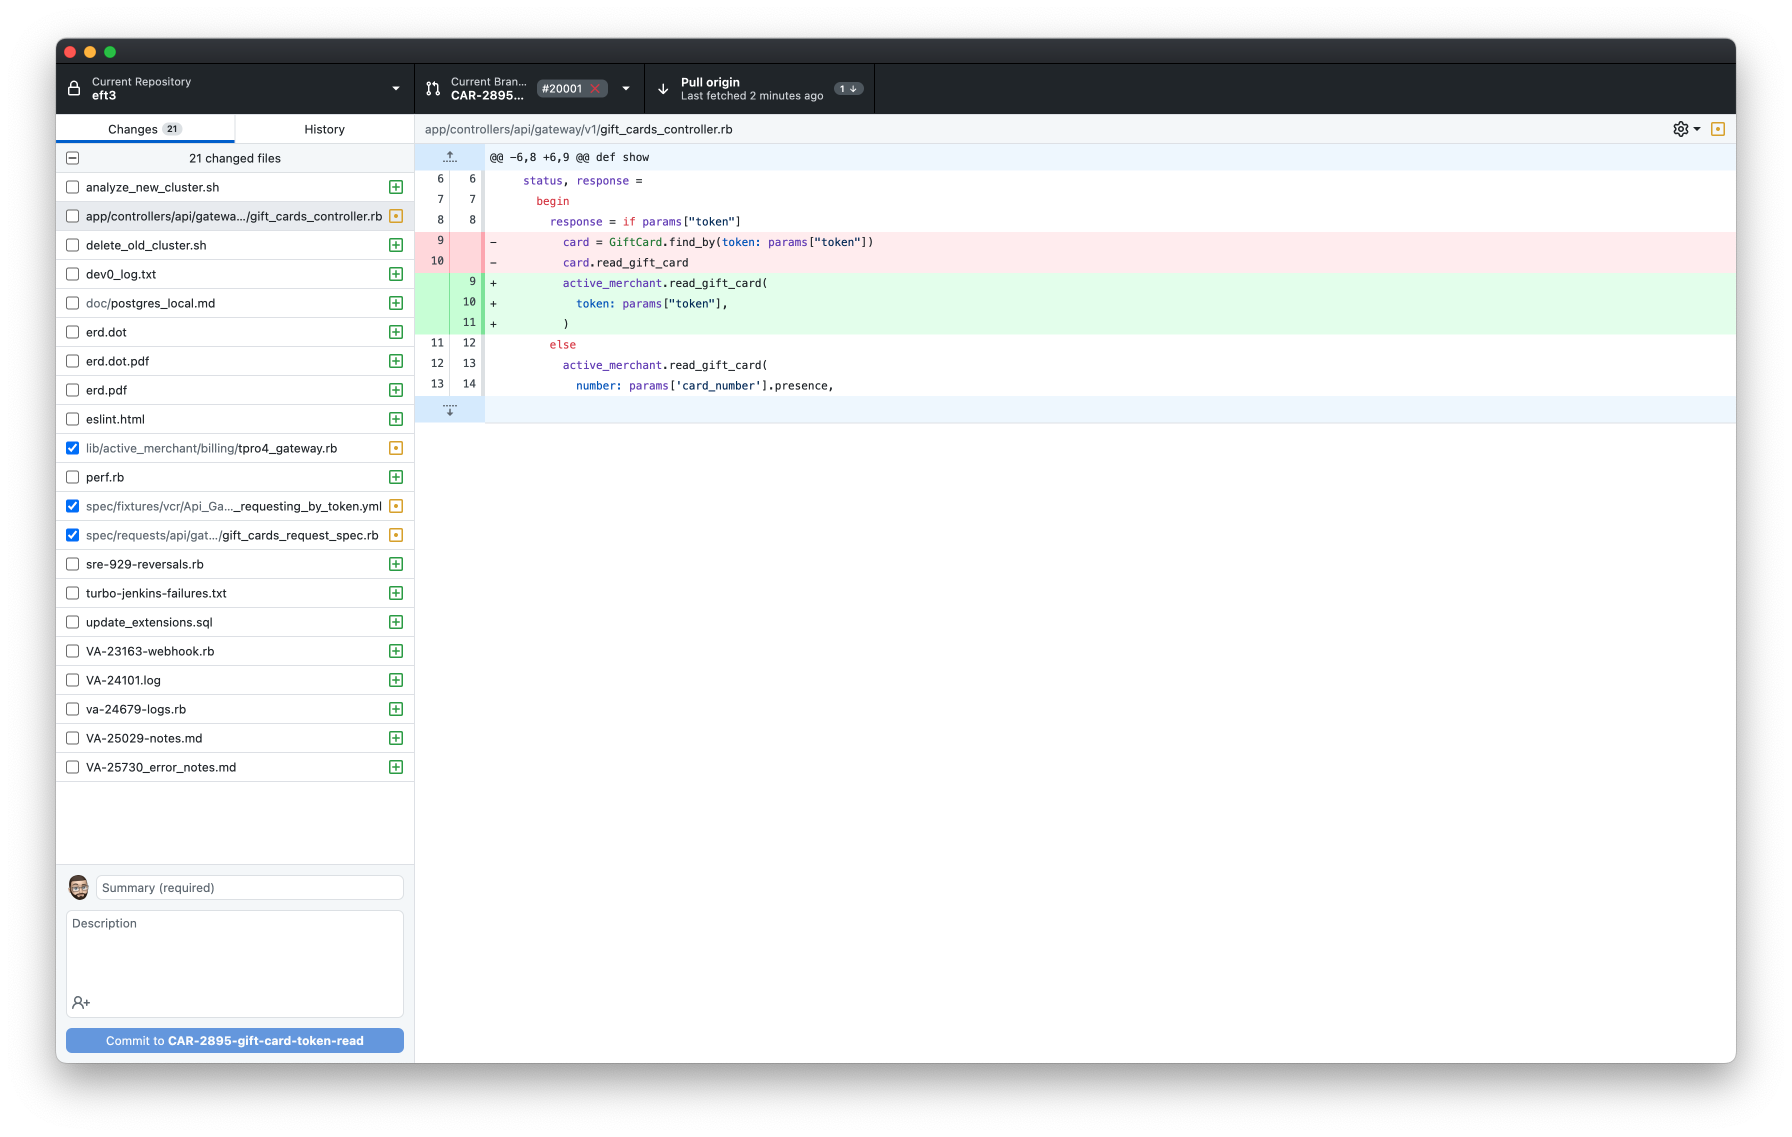 Current Repository
eft3
Current Bran...
CAR-2895...
#20001
Pull origin
Last fetched 2 minutes ago
1
Changes 21
History
21 changed files
analyze_new_cluster.sh
app/controllers/api/gatewa.../gift_cards_controller.rb
delete_old_cluster.sh
dev0_log.txt
doc/postgres_local.md
erd.dot
erd.dot.pdf
erd.pdf
eslint.html
lib/active_merchant/billing/tpro4_gateway.rb
perf.rb
spec/fixtures/vcr/Api_Ga..._requesting_by_token.yml
spec/requests/api/gat.../gift_cards_request_spec.rb
sre-929-reversals.rb
turbo-jenkins-failures.txt
update_extensions.sql
VA-23163-webhook.rb
VA-24101.log
va-24679-logs.rb
VA-25029-notes.md
VA-25730_error_notes.md
Summary (required)
Description
Commit to CAR-2895-gift-card-token-read
app/controllers/api/gateway/v1/gift_cards_controller.rb
@@ -6,8 +6,9 @@ def show
6 6 status, response =
7 7 begin
8 8 response = if params["token"]
9 - card = GiftCard.find_by(token: params["token"])
10 - card.read_gift_card
9 + active_merchant.read_gift_card(
10 + token: params["token"],
11 + )
11 12 else
12 13 active_merchant.read_gift_card(
13 14 number: params['card_number'].presence,